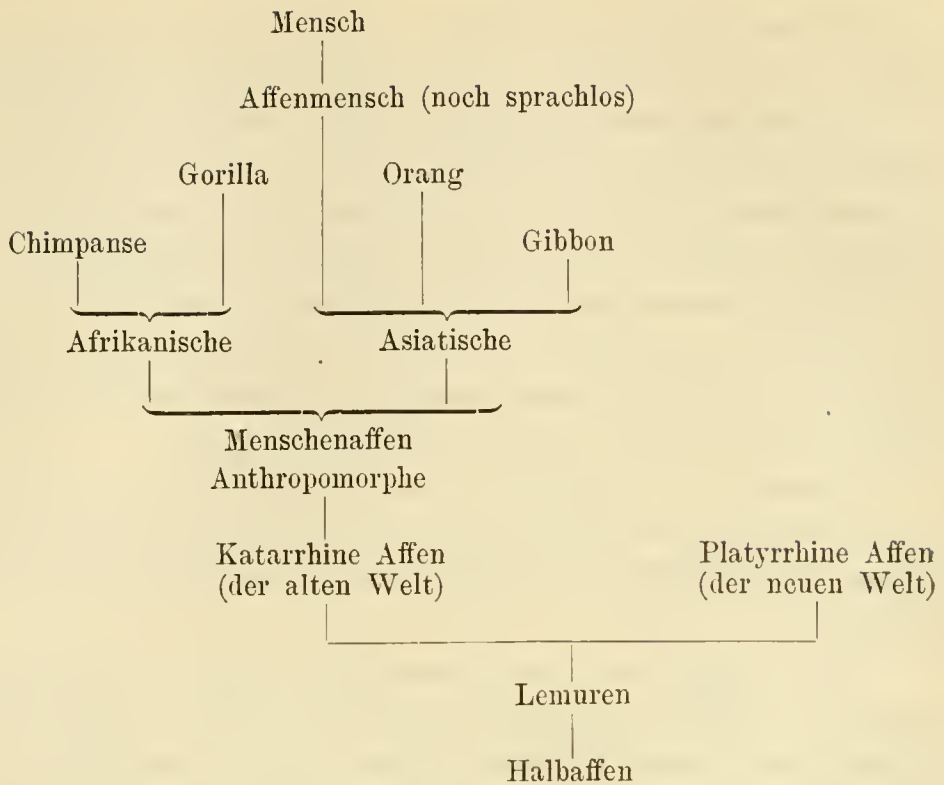 Mensch
Affenmensch (noch sprachlos)
Gorilla Orang
Chimpanse Gibbon
Afrikanische Asiatische
Menschenaffen
Anthropomorphe
Katarrhine Affen Platyrrhine Affen
(der alten Welt) (der neuen Welt)
Lemuren
Halbaffen